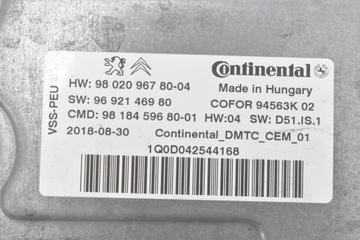 Continental
HW: 98 020 967 80-04 Made in Hungary
SW: 96 921 469 80 COFOR 94563K 02
CMD: 98 184 596 80-01 HW:04 SW: D51.IS.1
2018-08-30 Continental_DMTC_CEM_01
1Q0D042544168
VSS-PEU